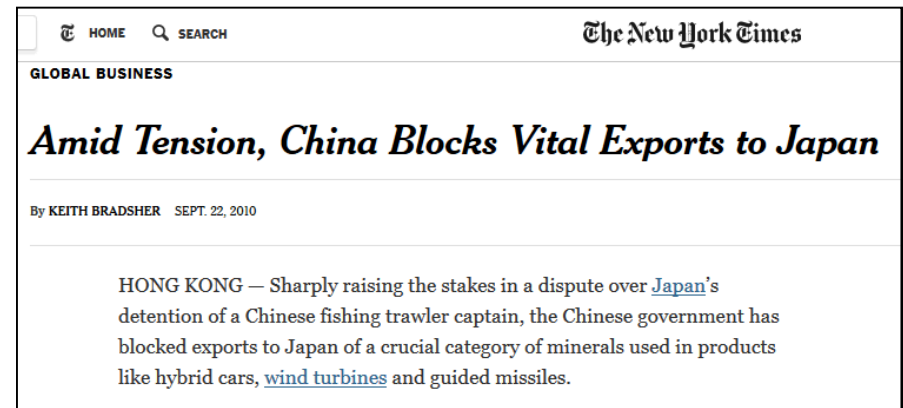 HOME SEARCH The New York Times
GLOBAL BUSINESS
Amid Tension, China Blocks Vital Exports to Japan
By KEITH BRADSHER SEPT. 22, 2010
HONG KONG — Sharply raising the stakes in a dispute over Japan's
detention of a Chinese fishing trawler captain, the Chinese government has
blocked exports to Japan of a crucial category of minerals used in products
like hybrid cars, wind turbines and guided missiles.